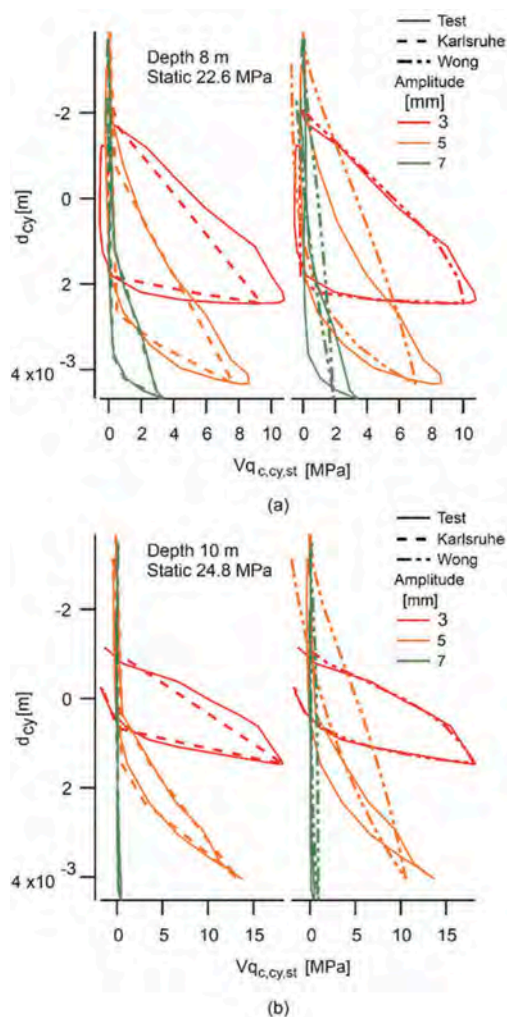 Depth 8 m
Static 22.6 MPa
Test
Karlsruhe
Wong
Amplitude
[mm]
3
5
7
-2
0
2
4 x10 -3
dcy[m]
0 2 4 6 8 10
0 2 4 6 8 10
Vqc,cy,st [MPa]
(a)
Depth 10 m
Static 24.8 MPa
Test
Karlsruhe
Wong
Amplitude
[mm]
3
5
7
-2
0
2
4 x10 -3
dcy[m]
0 5 10 15
0 5 10 15
Vqc,cy,st [MPa]
(b)